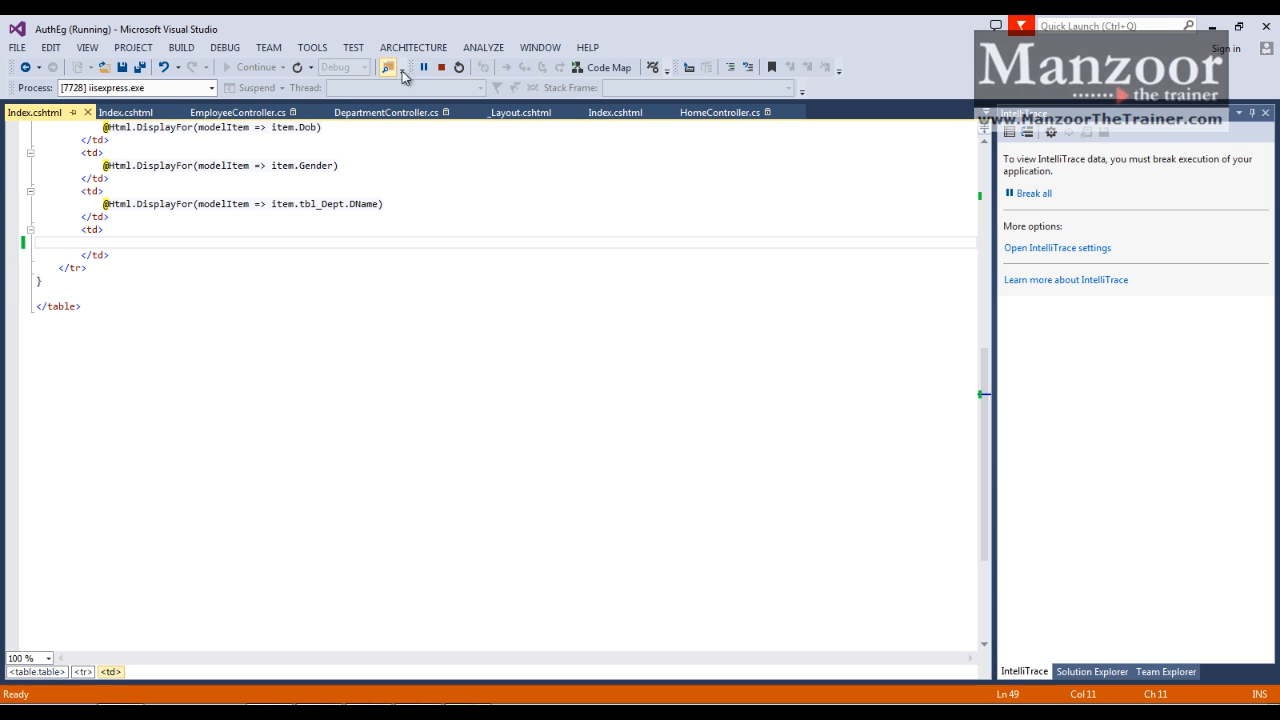 AuthEg (Running) - Microsoft Visual Studio
Quick Launch (Ctrl+Q)
FILE EDIT VIEW PROJECT BUILD DEBUG TEAM TOOLS TEST ARCHITECTURE ANALYZE WINDOW HELP
Sign in
Manzoor
the trainer
www.ManzoorTheTrainer.com
Continue Debug Code Map
Process: [7728] iisexpress.exe Suspend Thread: Stack Frame:
Index.cshtml Index.cshtml EmployeeController.cs DepartmentController.cs _Layout.cshtml Index.cshtml HomeController.cs
IntelliTrace
@Html.DisplayFor(modelItem => item.Dob)
</td>
<td>
@Html.DisplayFor(modelItem => item.Gender)
</td>
<td>
@Html.DisplayFor(modelItem => item.tbl_Dept.DName)
</td>
<td>
</td>
</tr>
}
</table>
To view IntelliTrace data, you must break execution of your
application.
Break all
More options:
Open IntelliTrace settings
Learn more about IntelliTrace
100 %
<table.table> <tr> <td>
IntelliTrace Solution Explorer Team Explorer
Ready Ln 49 Col 11 Ch 11 INS